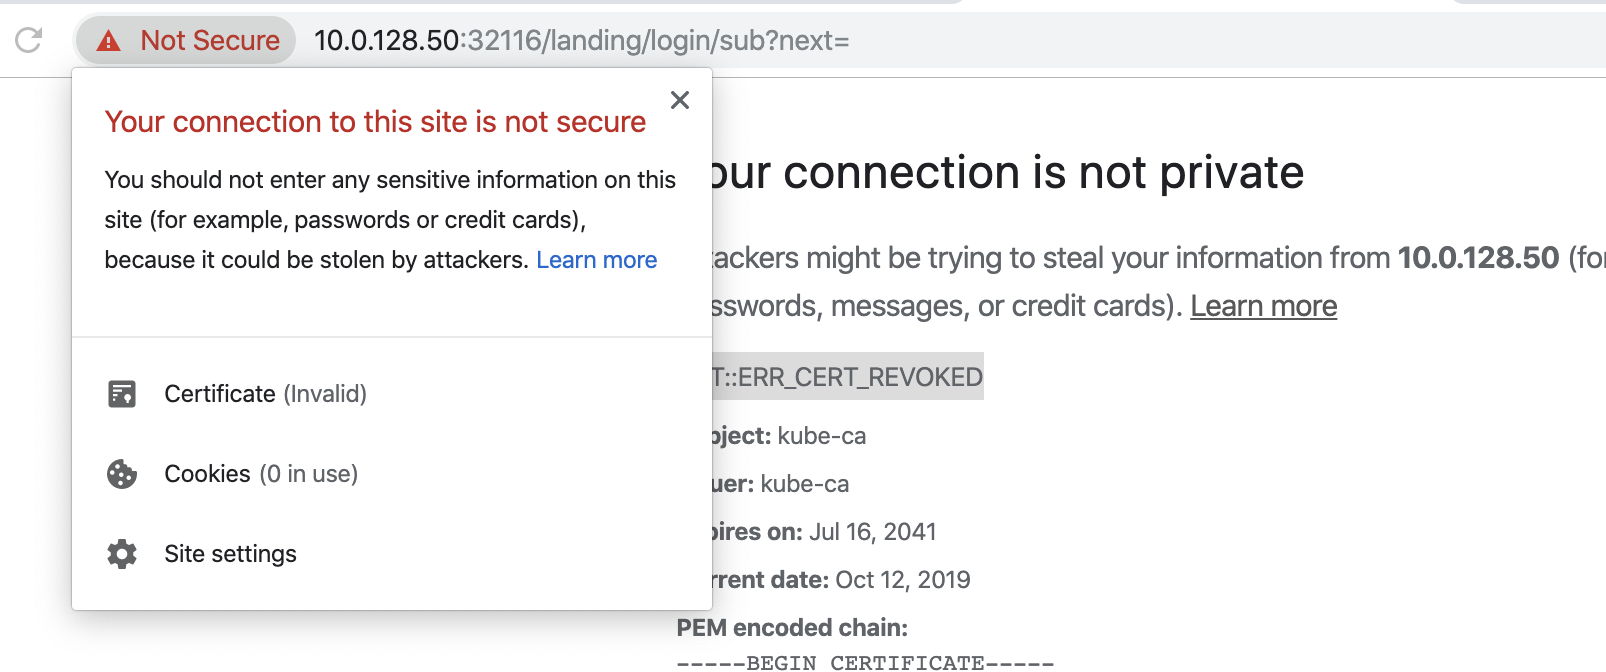 Not Secure 10.0.128.50:32116/landing/login/sub?next=
Your connection to this site is not secure
You should not enter any sensitive information on this
site (for example, passwords or credit cards),
because it could be stolen by attackers. Learn more
Certificate (Invalid)
Cookies (0 in use)
Site settings
our connection is not private
tackers might be trying to steal your information from 10.0.128.50 (for
sswords, messages, or credit cards). Learn more
T::ERR_CERT_REVOKED
bject: kube-ca
uer: kube-ca
pires on: Jul 16, 2041
rrent date: Oct 12, 2019
PEM encoded chain:
-----BEGIN CERTIFICATE-----